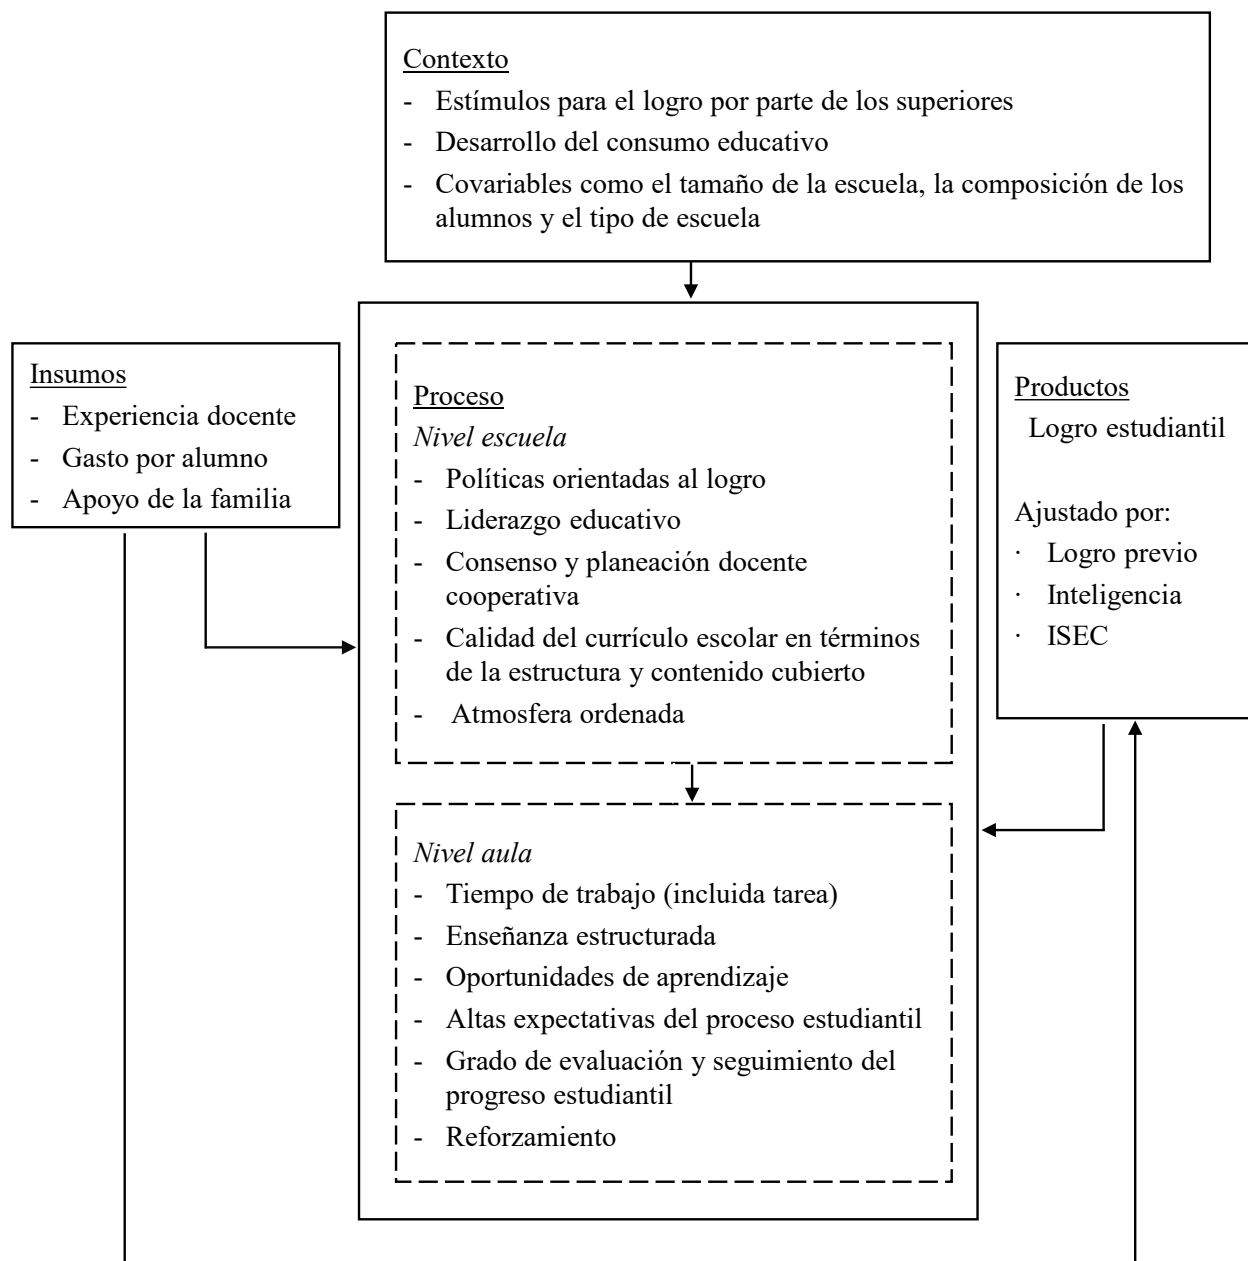 Contexto
- Estímulos para el logro por parte de los superiores
- Desarrollo del consumo educativo
- Covariables como el tamaño de la escuela, la composición de los
alumnos y el tipo de escuela
Insumos
- Experiencia docente
- Gasto por alumno
- Apoyo de la familia
Proceso
Nivel escuela
- Políticas orientadas al logro
- Liderazgo educativo
- Consenso y planeación docente
cooperativa
- Calidad del currículo escolar en términos
de la estructura y contenido cubierto
- Atmosfera ordenada
Nivel aula
- Tiempo de trabajo (incluida tarea)
- Enseñanza estructurada
- Oportunidades de aprendizaje
- Altas expectativas del proceso estudiantil
- Grado de evaluación y seguimiento del
progreso estudiantil
- Reforzamiento
Productos
Logro estudiantil
Ajustado por:
· Logro previo
· Inteligencia
· ISEC